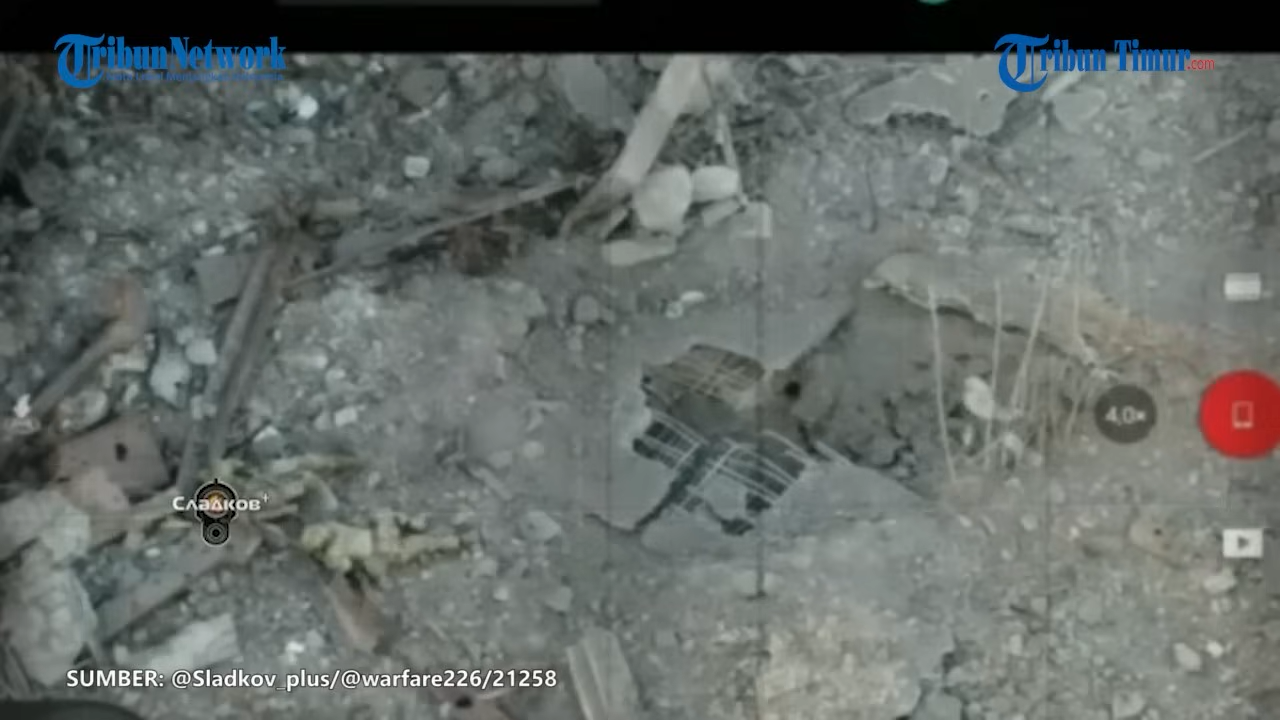 Tribun Network
Tribun Timur.com
4.0×
Сладков+
SUMBER: @Sladkov_plus/@warfare226/21258